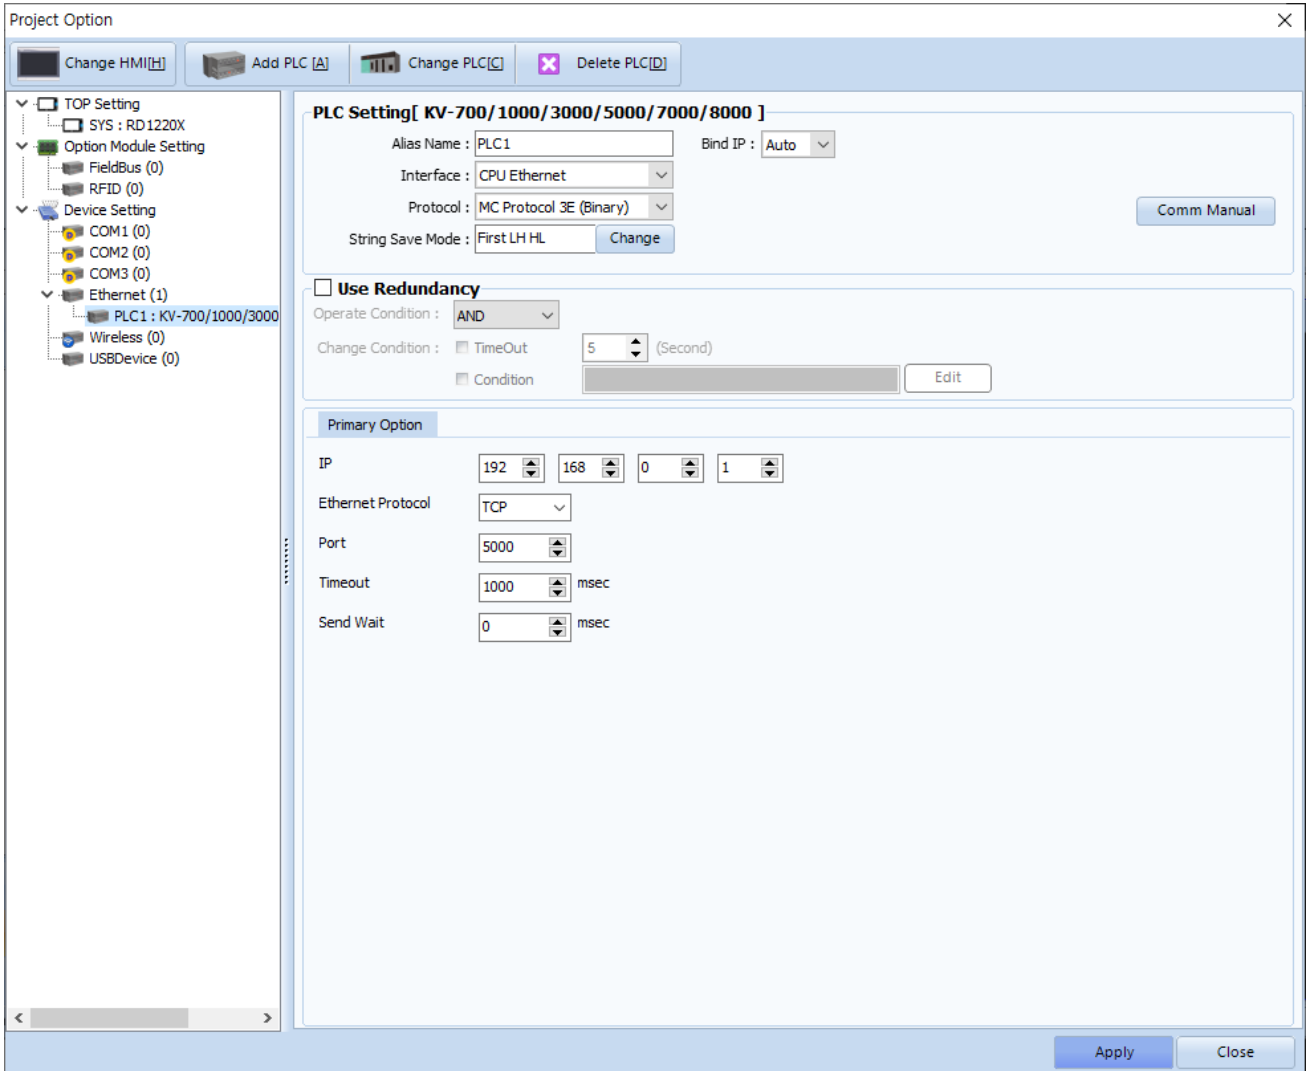 Project Option
Change HMI[H]
Add PLC [A]
Change PLC[C]
Delete PLC[D]
TOP Setting
SYS : RD1220X
Option Module Setting
FieldBus (0)
RFID (0)
Device Setting
COM1 (0)
COM2 (0)
COM3 (0)
Ethernet (1)
PLC1 : KV-700/1000/3000
Wireless (0)
USBDevice (0)
PLC Setting[ KV-700/1000/3000/5000/7000/8000 ]
Alias Name : PLC1
Bind IP : Auto
Interface : CPU Ethernet
Protocol : MC Protocol 3E (Binary)
Comm Manual
String Save Mode : First LH HL Change
Use Redundancy
Operate Condition : AND
Change Condition : TimeOut 5 (Second)
Condition Edit
Primary Option
IP 192 168 0 1
Ethernet Protocol TCP
Port 5000
Timeout 1000 msec
Send Wait 0 msec
Apply Close